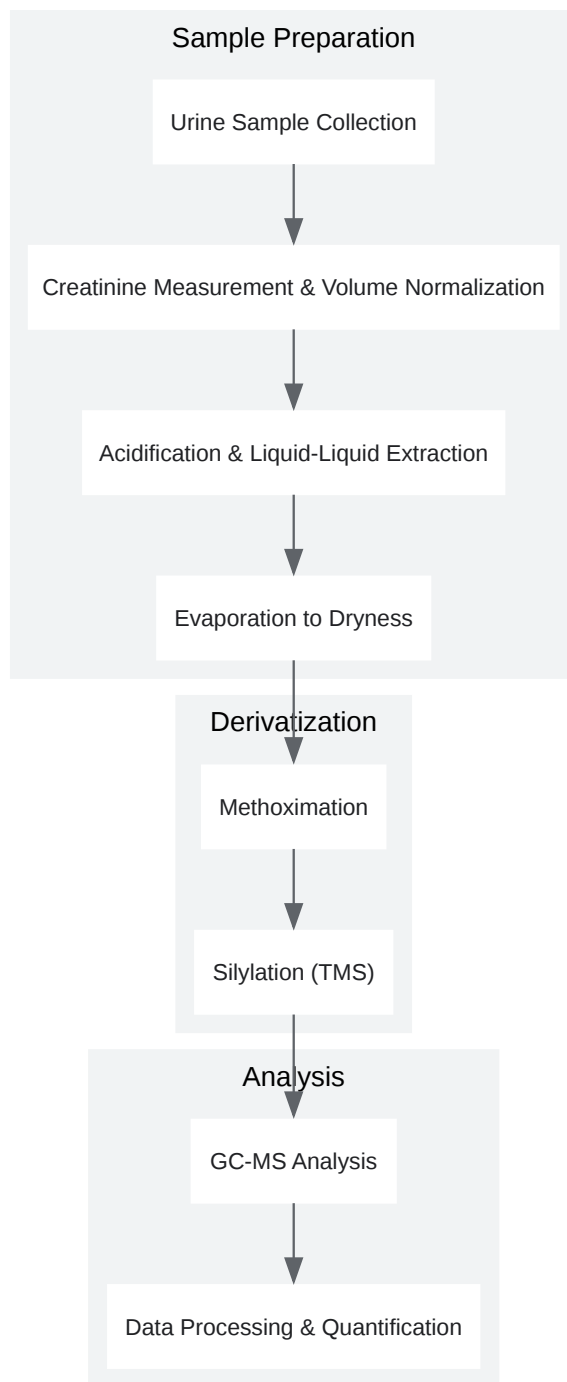 Sample Preparation
Urine Sample Collection
Creatinine Measurement & Volume Normalization
Acidification & Liquid-Liquid Extraction
Evaporation to Dryness
Derivatization
Methoximation
Silylation (TMS)
Analysis
GC-MS Analysis
Data Processing & Quantification